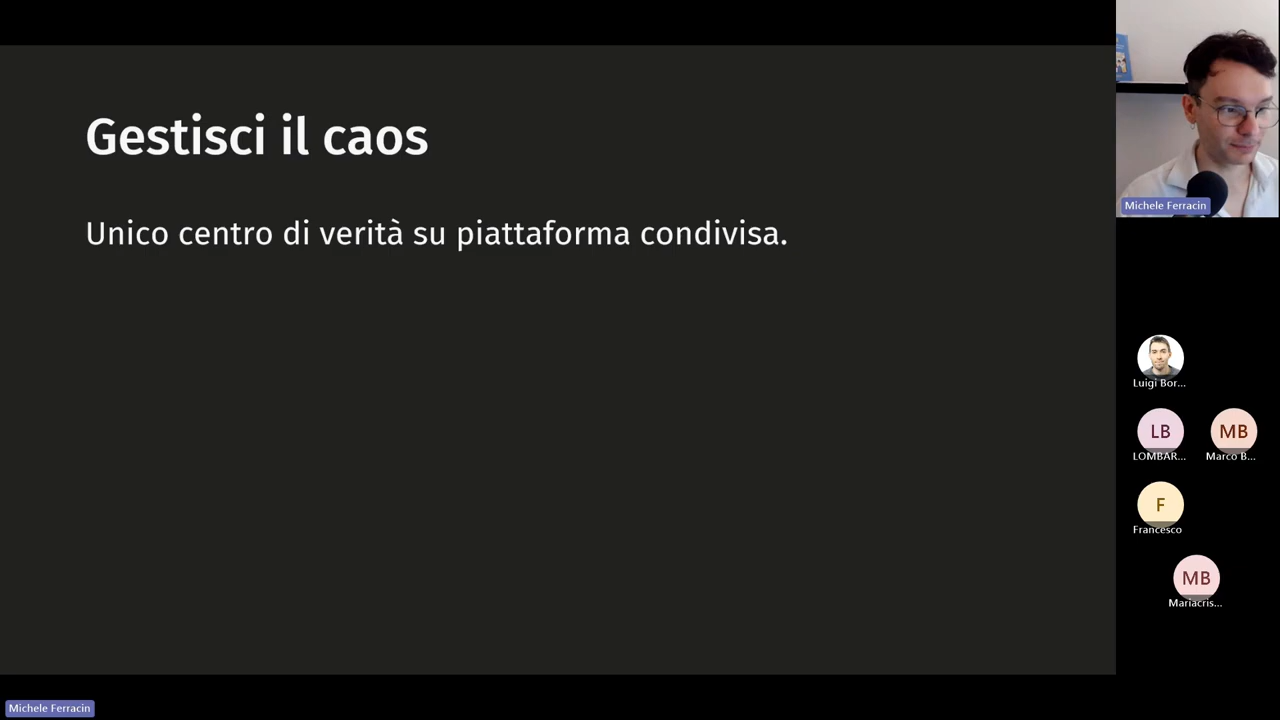 Gestisci il caos
Unico centro di verità su piattaforma condivisa.
Michele Ferracin
Luigi Bor...
LB
MB
LOMBAR...
Marco B...
F
Francesco
MB
Mariacris...
Michele Ferracin